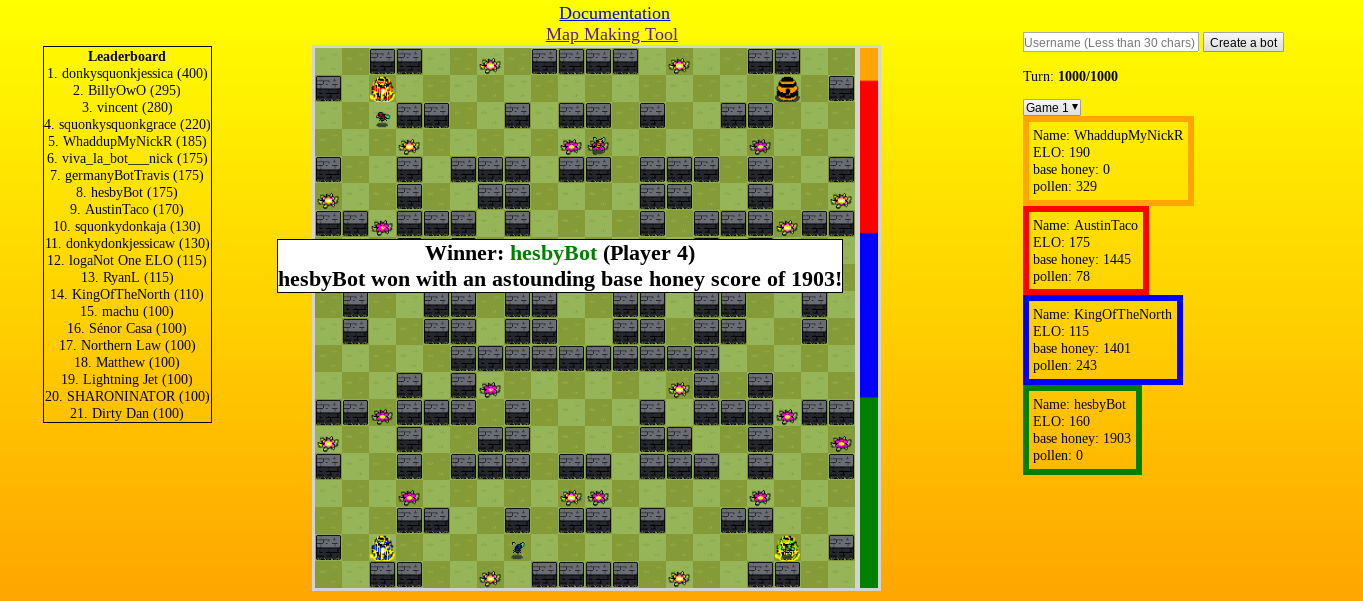 Documentation
Map Making Tool
Leaderboard
1. donkysquonkjessica (400)
2. BillyOwO (295)
3. vincent (280)
4. squonkysquonkgrace (220)
5. WhaddupMyNickR (185)
6. viva_la_bot___nick (175)
7. germanyBotTravis (175)
8. hesbyBot (175)
9. AustinTaco (170)
10. squonkydonkaja (130)
11. donkydonkjessicaw (130)
12. logaNot One ELO (115)
13. RyanL (115)
14. KingOfTheNorth (110)
15. machu (100)
16. Sénor Casa (100)
17. Northern Law (100)
18. Matthew (100)
19. Lightning Jet (100)
20. SHARONINATOR (100)
21. Dirty Dan (100)
Winner: hesbyBot (Player 4)
hesbyBot won with an astounding base honey score of 1903!
Username (Less than 30 chars) Create a bot
Turn: 1000/1000
Game 1
Name: WhaddupMyNickR
ELO: 190
base honey: 0
pollen: 329
Name: AustinTaco
ELO: 175
base honey: 1445
pollen: 78
Name: KingOfTheNorth
ELO: 115
base honey: 1401
pollen: 243
Name: hesbyBot
ELO: 160
base honey: 1903
pollen: 0